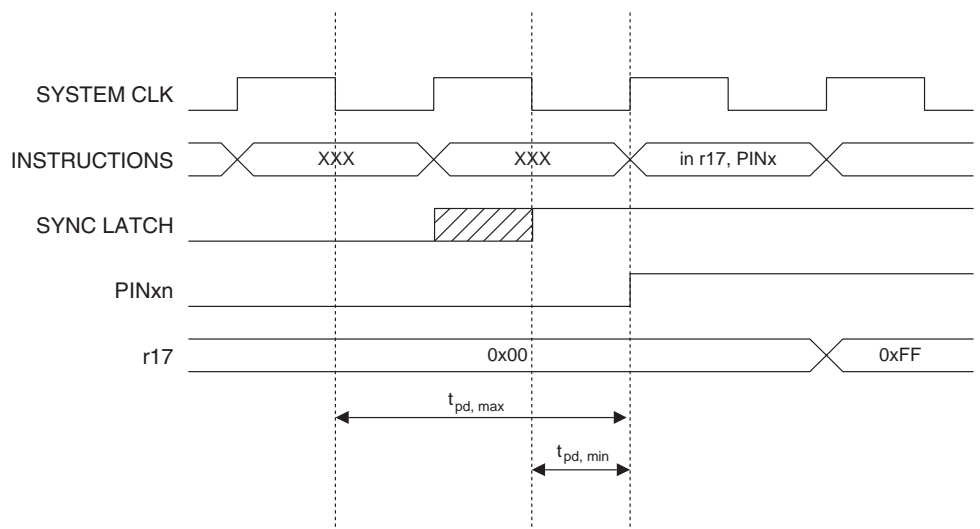 SYSTEM CLK
INSTRUCTIONS XXX XXX in r17, PINx
SYNC LATCH
PINxn
r17 0x00 0xFF
tpd, max
tpd, min